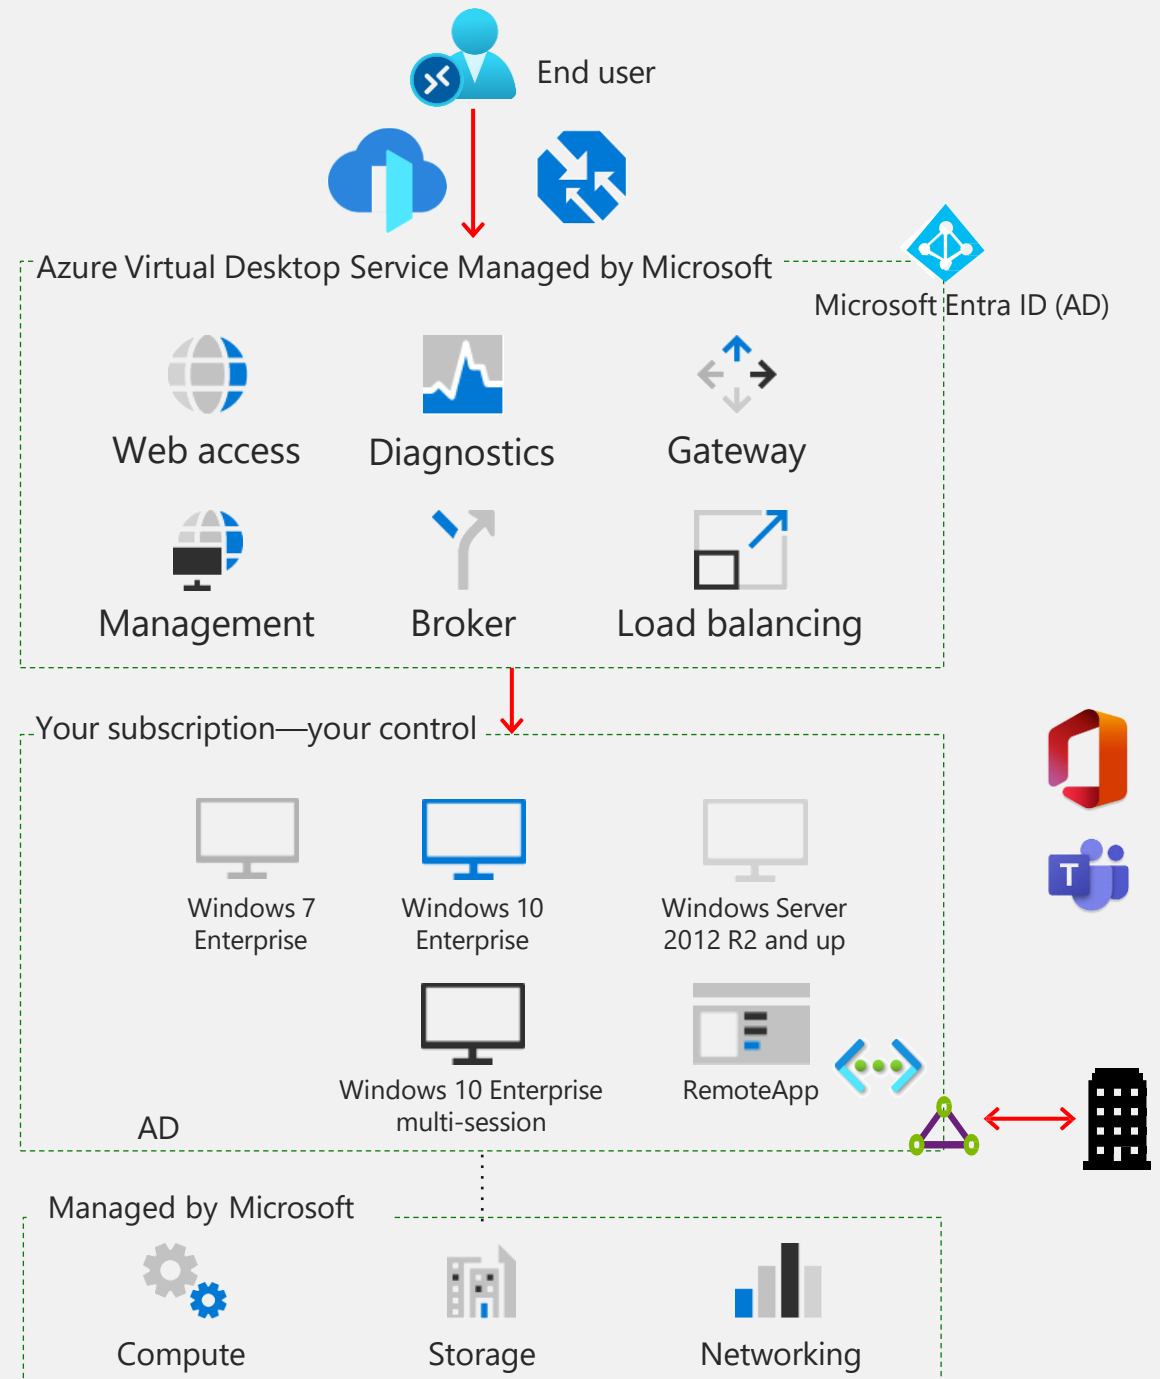 End user
Azure Virtual Desktop Service Managed by Microsoft
Microsoft Entra ID (AD)
Web access
Diagnostics
Gateway
Management
Broker
Load balancing
Your subscription—your control
T
Windows 7
Enterprise
Windows 10
Enterprise
Windows Server
2012 R2 and up
Windows 10 Enterprise
multi-session
RemoteApp
AD
Managed by Microsoft
Compute
Storage
Networking